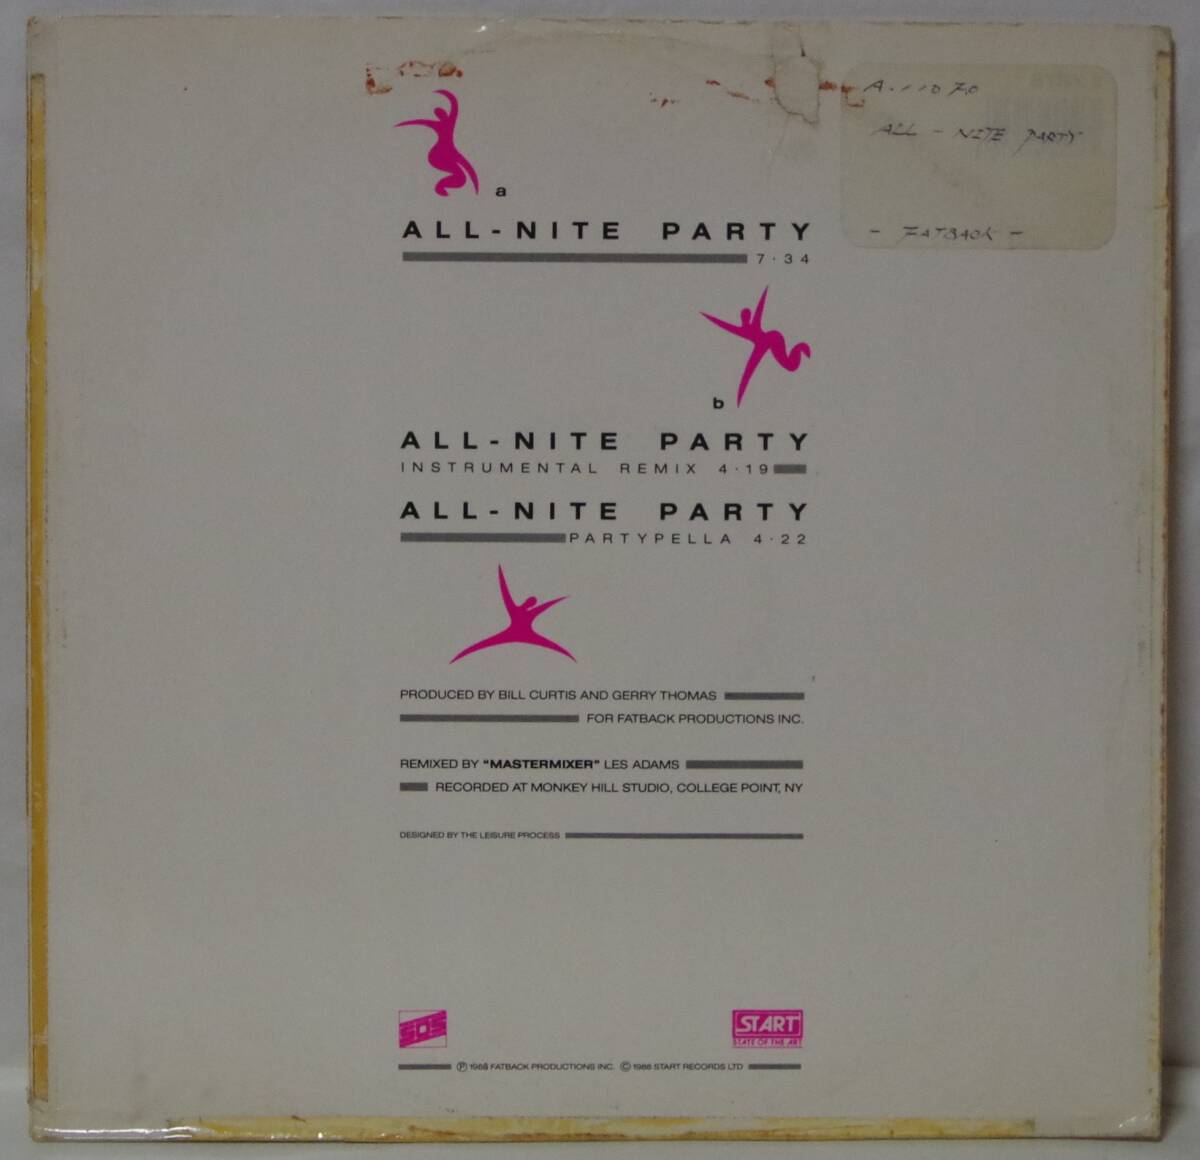 A...10 70
ALL - NITE PARTY
- FATBACK -
a
ALL-NITE PARTY
7·34
b
ALL-NITE PARTY
INSTRUMENTAL REMIX 4·19
ALL-NITE PARTY
PARTYPELLA 4·22
PRODUCED BY BILL CURTIS AND GERRY THOMAS
FOR FATBACK PRODUCTIONS INC.
REMIXED BY "MASTERMIXER" LES ADAMS
RECORDED AT MONKEY HILL STUDIO, COLLEGE POINT, NY
DESIGNED BY THE LEISURE PROCESS
SOS
START
STATE OF THE ART
Ⓟ 1988 FATBACK PRODUCTIONS INC. © 1988 START RECORDS LTD